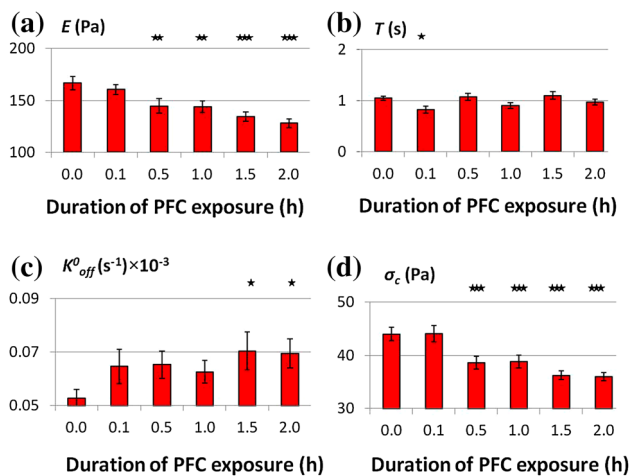 (a) E (Pa)
★★ ★★ ★★★ ★★★
200
150
100
0.0 0.1 0.5 1.0 1.5 2.0
Duration of PFC exposure (h)
(b) T (s)
★
2
1
0
0.0 0.1 0.5 1.0 1.5 2.0
Duration of PFC exposure (h)
(c) K⁰off (s⁻¹)×10⁻³
★ ★
0.09
0.07
0.05
0.0 0.1 0.5 1.0 1.5 2.0
Duration of PFC exposure (h)
(d) σc (Pa)
★★★ ★★★ ★★★ ★★★
50
40
30
0.0 0.1 0.5 1.0 1.5 2.0
Duration of PFC exposure (h)